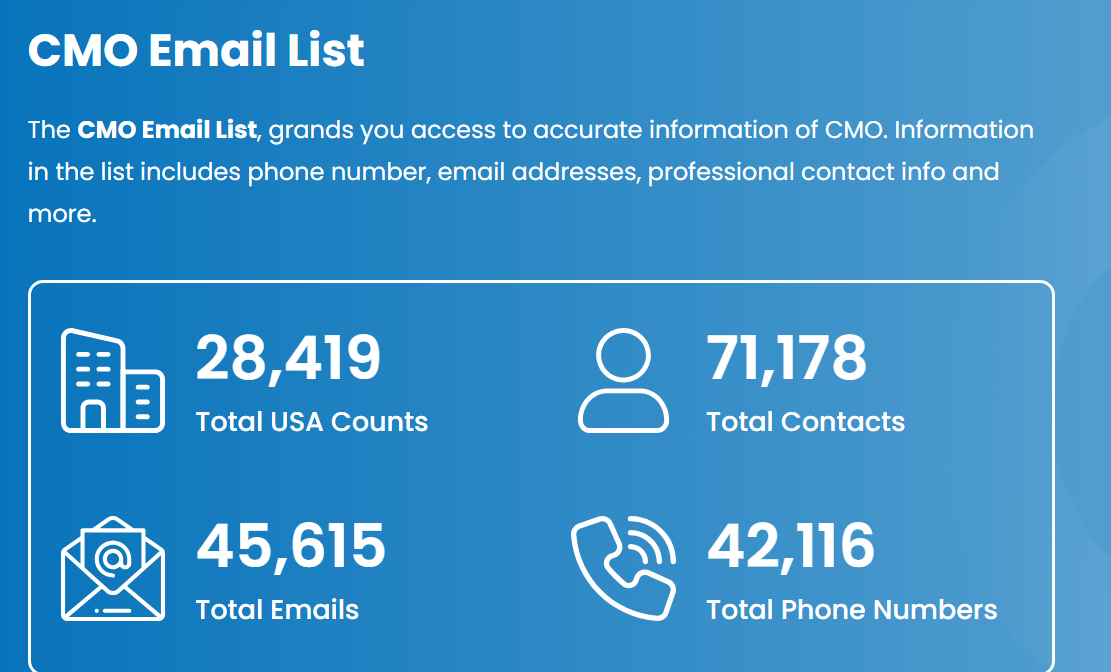 CMO Email List
The CMO Email List, grands you access to accurate information of CMO. Information
in the list includes phone number, email addresses, professional contact info and
more.
28,419
Total USA Counts
71,178
Total Contacts
45,615
Total Emails
42,116
Total Phone Numbers